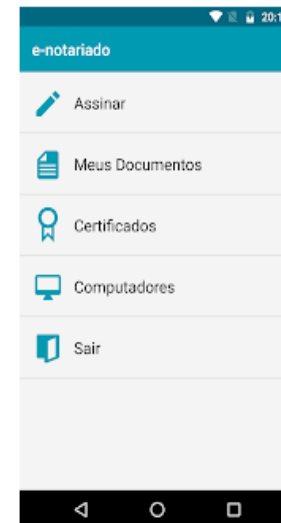 e-notariado
Assinar
Meus Documentos
Certificados
Computadores
Sair